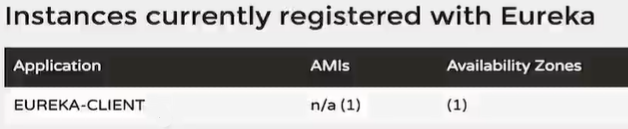 Instances currently registered with Eureka
Application AMIs Availability Zones
EUREKA-CLIENT n/a (1) (1)